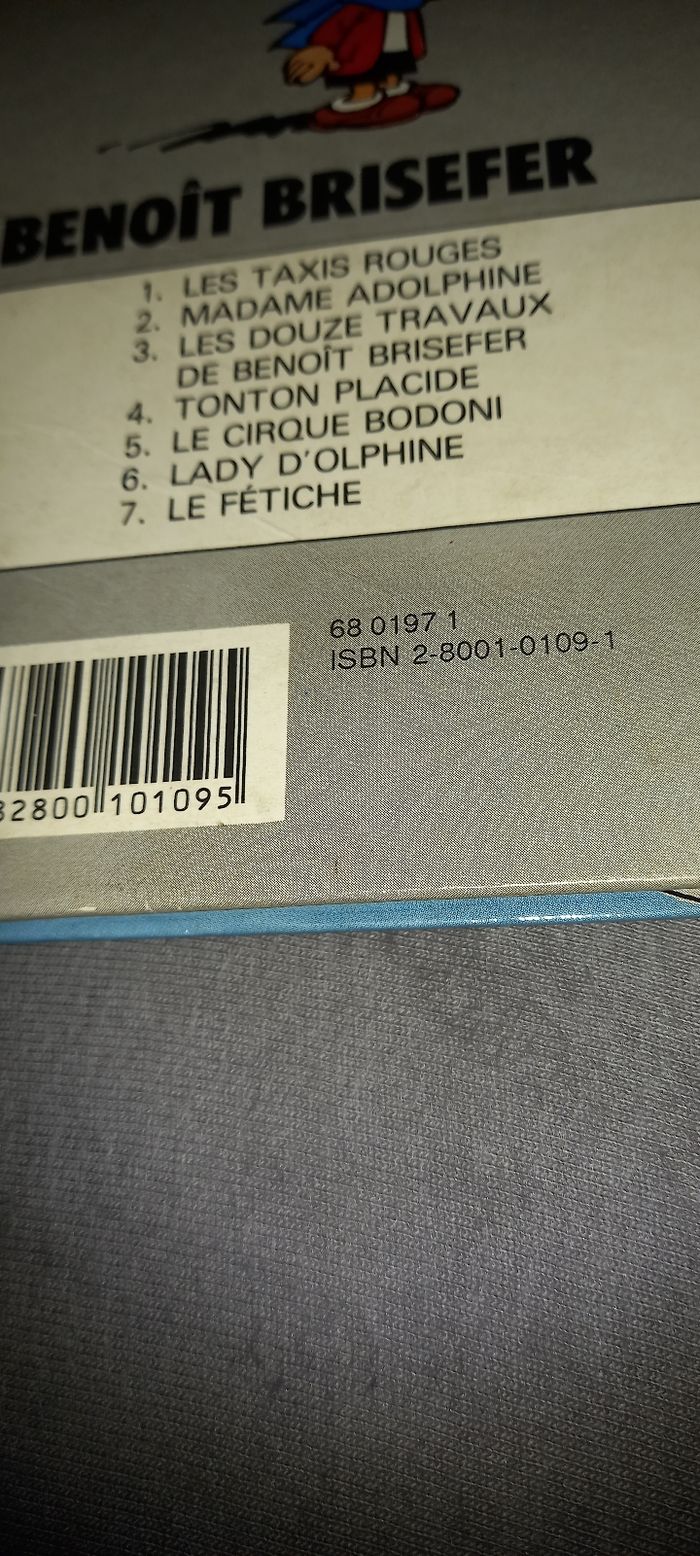 BENOÎT BRISEFER
1. LES TAXIS ROUGES
2. MADAME ADOLPHINE
3. LES DOUZE TRAVAUX
DE BENOÎT BRISEFER
4. TONTON PLACIDE
5. LE CIRQUE BODONI
6. LADY D'OLPHINE
7. LE FÉTICHE
68 0197 1
ISBN 2-8001-0109-1
82800 101095